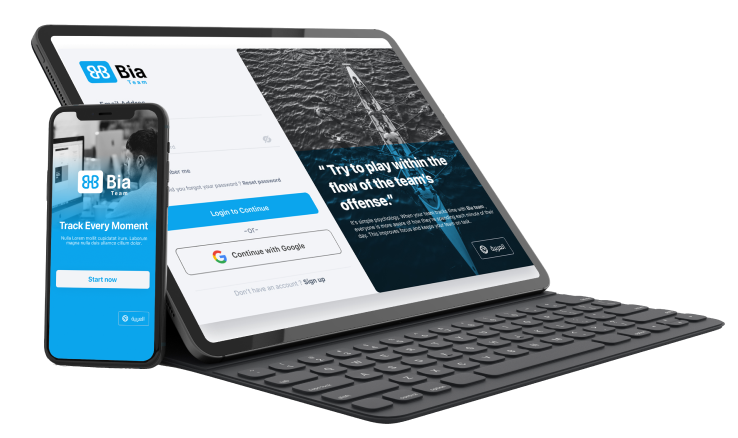 Bia
Team
Email Address
ber me
Did you forgot your password ? Reset password
Login to Continue
-or-
Continue with Google
Don't have an account ? Sign up
“ Try to play within the
flow of the team's
offense.”
It's simple psychology. When your team tracks time with Bia team ,
everyone is more aware of how they're spending each minute of their
day. This improves focus and keeps your team on task.
العربية
Bia
Team
Track Every Moment
Nulla Lorem mollit cupidatat irure. Laborum
magna nulla duis ullamco cillum dolor.
Start now
العربية